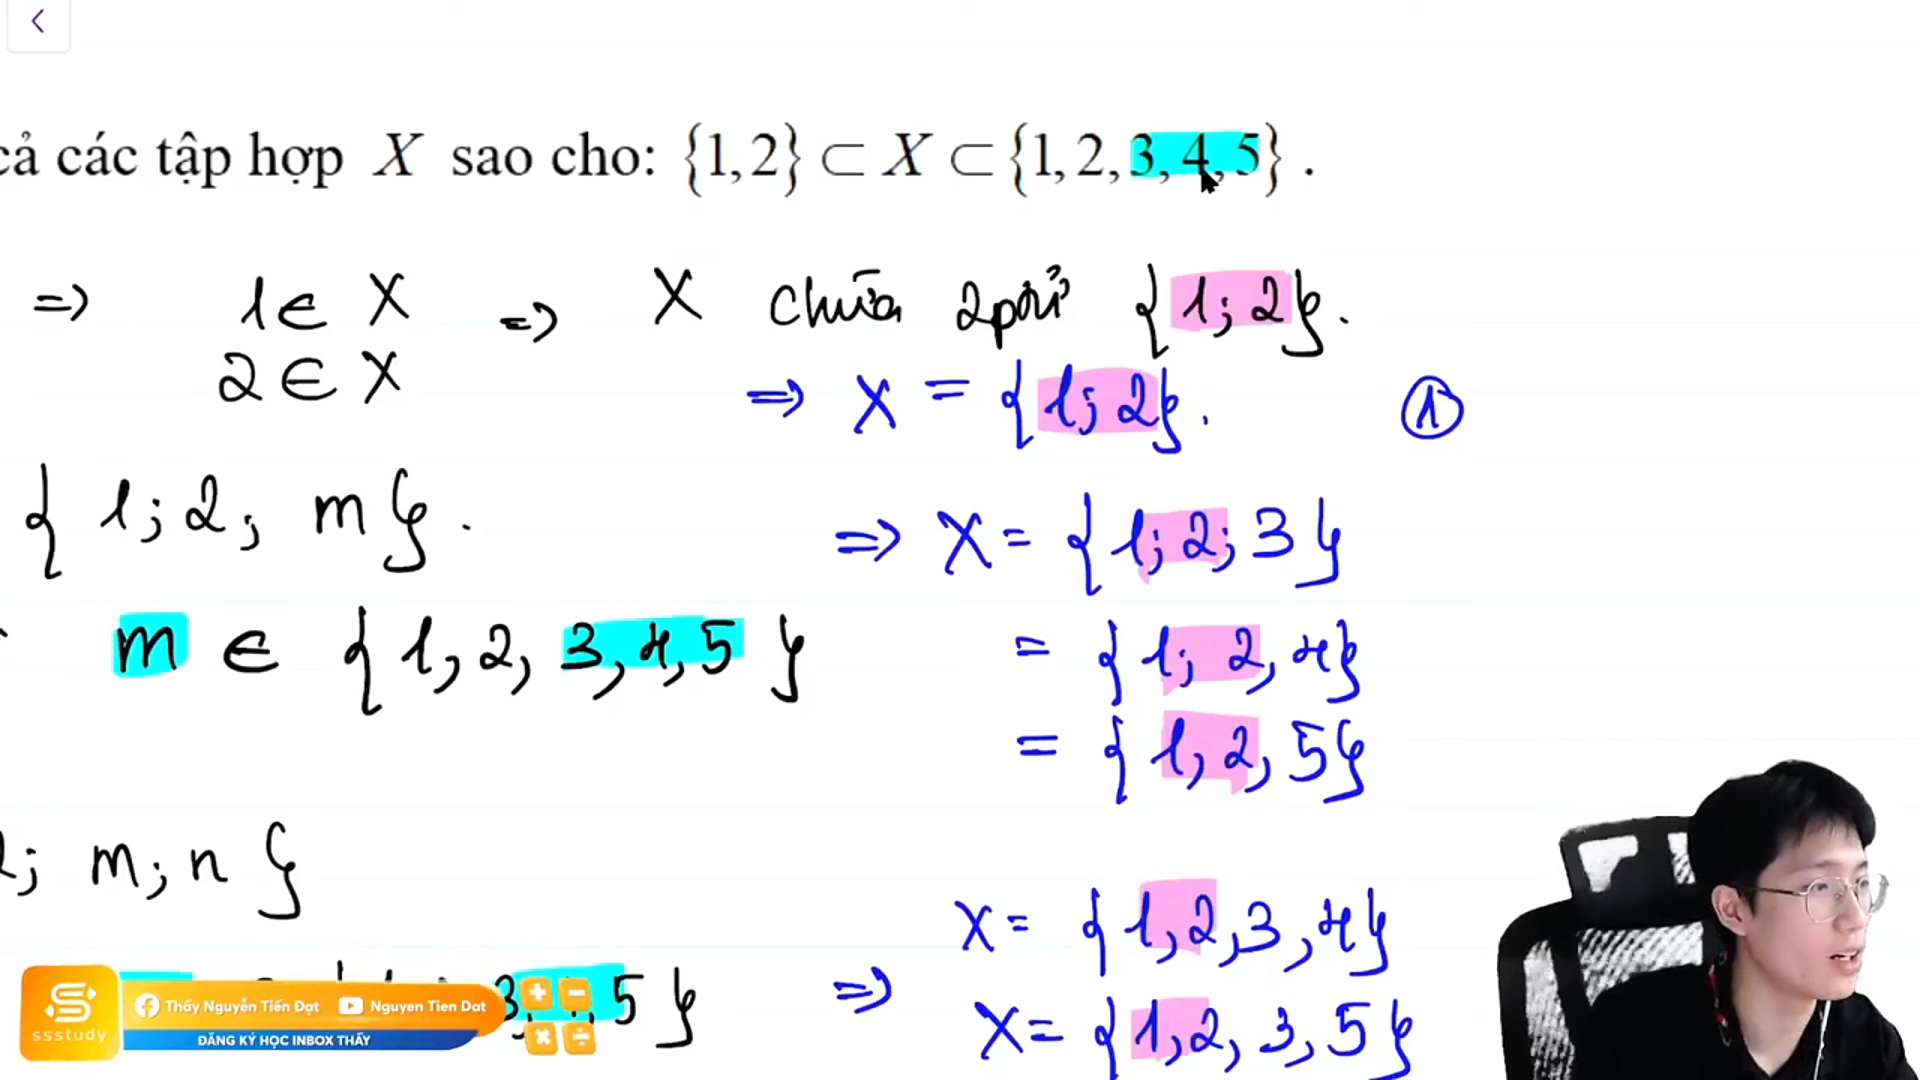 cả các tập hợp X sao cho: {1,2} ⊂ X ⊂ {1,2,3,4,5} .
=> 1 ∈ X => X chứa 2 ptử {1; 2}.
2 ∈ X
=> X = {1; 2}. ①
{ 1; 2; m }.
=> X = { 1; 2; 3 }
m ∈ { 1, 2, 3, 4, 5 }
= { 1; 2, 4 }
= { 1, 2, 5 }
; m; n }
X = { 1, 2, 3, 4 }
3, 5 }
=>
X = { 1, 2, 3, 5 }
ssstudy
Thầy Nguyễn Tiến Đạt
Nguyen Tien Dat
ĐĂNG KÝ HỌC INBOX THẦY